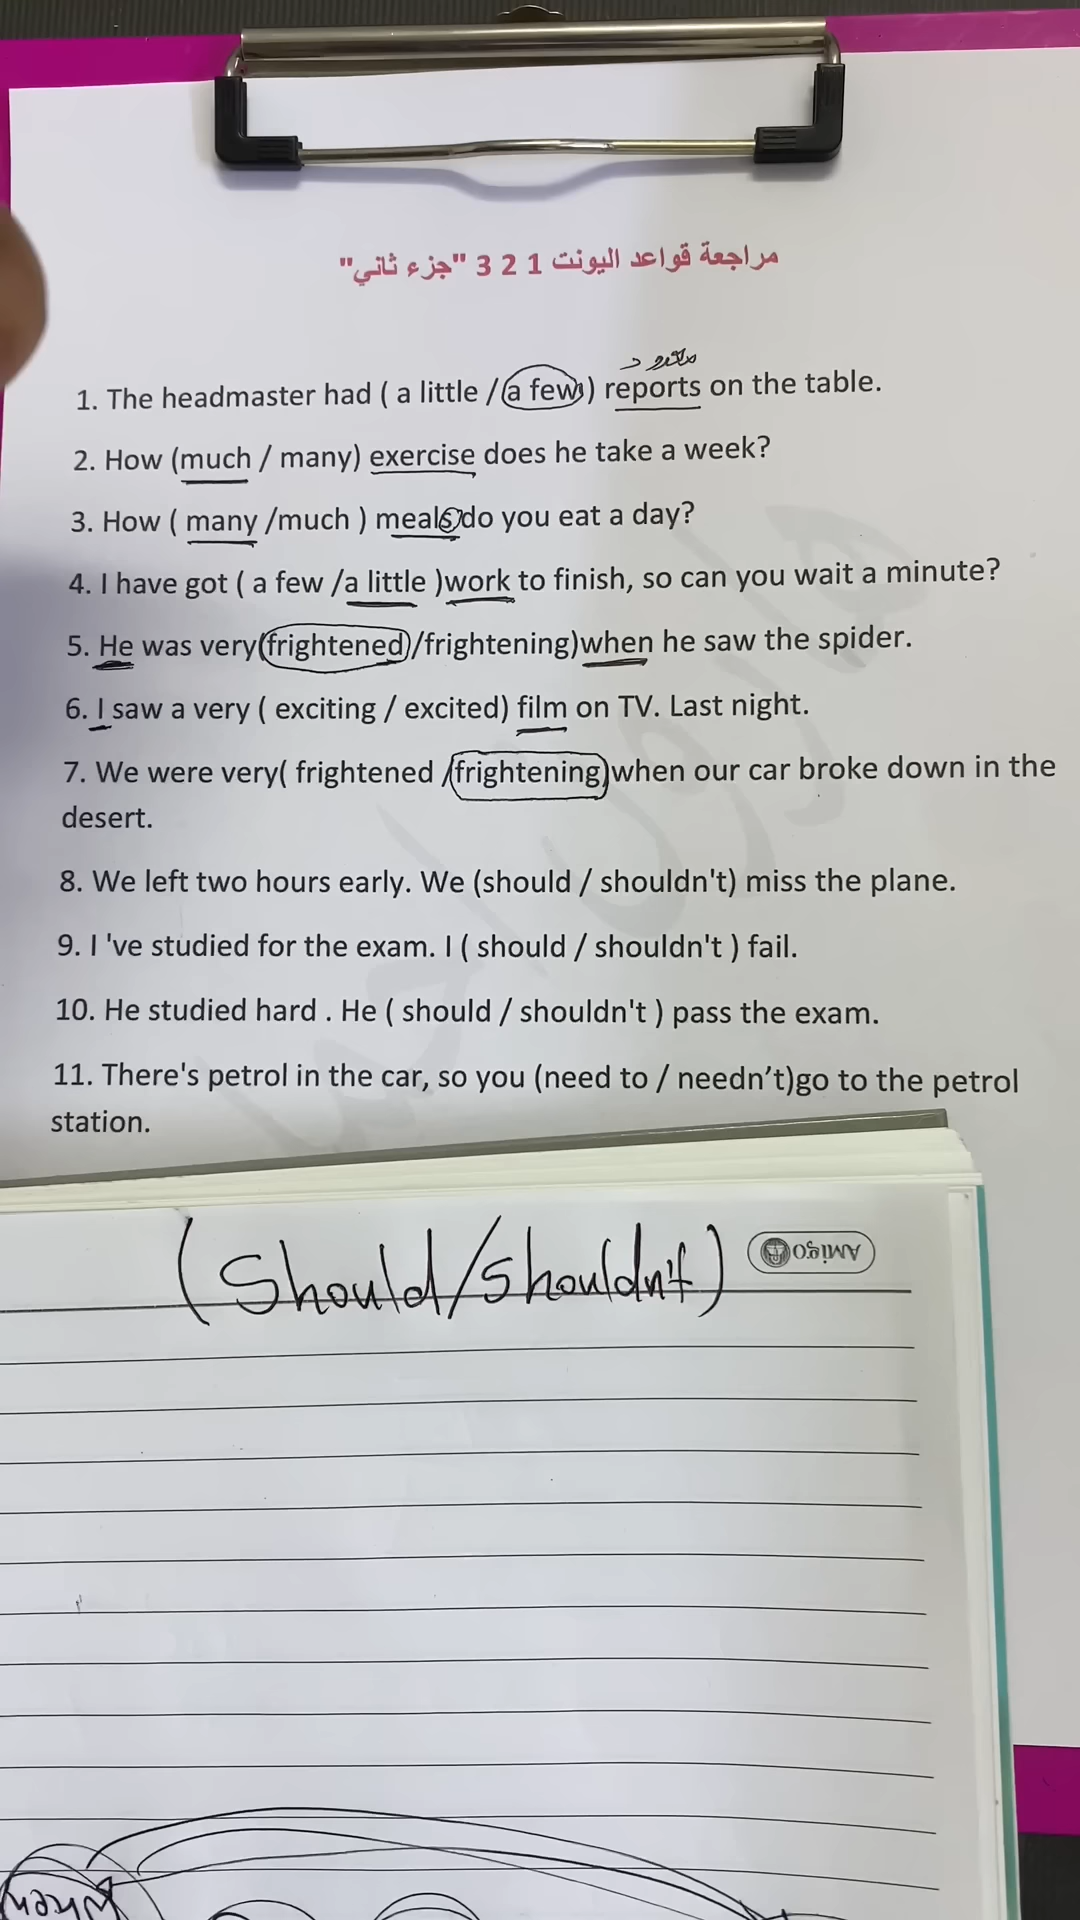 مراجعة قواعد اليونت 1 2 3 "جزء ثاني"
معدود
1. The headmaster had ( a little / a few ) reports on the table.
2. How (much / many) exercise does he take a week?
3. How ( many /much ) meals do you eat a day?
4. I have got ( a few /a little )work to finish, so can you wait a minute?
5. He was very(frightened/frightening)when he saw the spider.
6. I saw a very ( exciting / excited) film on TV. Last night.
7. We were very( frightened /frightening)when our car broke down in the
desert.
8. We left two hours early. We (should / shouldn't) miss the plane.
9. I 've studied for the exam. I ( should / shouldn't ) fail.
10. He studied hard . He ( should / shouldn't ) pass the exam.
11. There's petrol in the car, so you (need to / needn't)go to the petrol
station.
(Should/shouldn't)
AMiGO
when